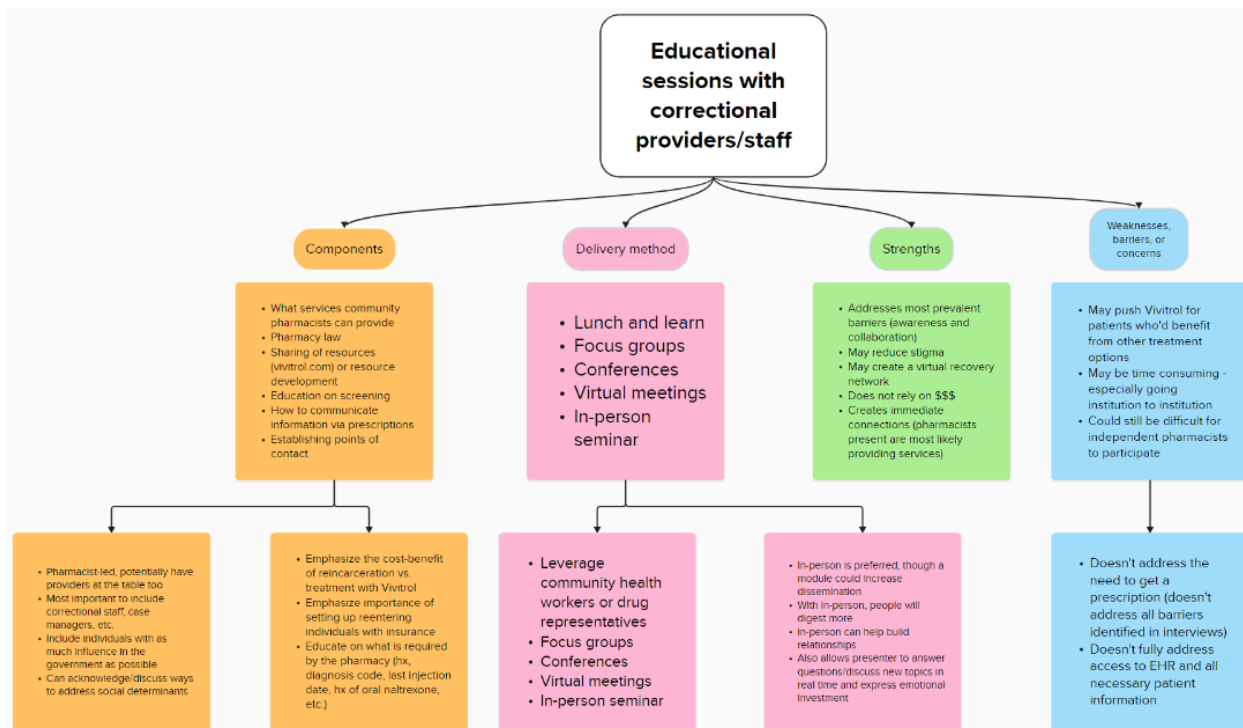 Educational
sessions with
correctional
providers/staff
Components
Delivery method
Strengths
Weaknesses,
barriers, or
concerns
• What services community
pharmacists can provide
• Pharmacy law
• Sharing of resources
(vivitrol.com) or resource
development
• Education on screening
• How to communicate
information via prescriptions
• Establishing points of
contact
• Lunch and learn
• Focus groups
• Conferences
• Virtual meetings
• In-person
seminar
• Addresses most prevalent
barriers (awareness and
collaboration)
• May reduce stigma
• May create a virtual recovery
network
• Does not rely on $$$
• Creates immediate
connections (pharmacists
present are most likely
providing services)
• May push Vivitrol for
patients who'd benefit
from other treatment
options
• May be time consuming -
especially going
institution to institution
• Could still be difficult for
independent pharmacists
to participate
• Pharmacist-led, potentially have
providers at the table too
• Most important to include
correctional staff, case
managers, etc.
• Include individuals with as
much influence in the
government as possible
• Can acknowledge/discuss ways
to address social determinants
• Emphasize the cost-benefit
of reincarceration vs.
treatment with Vivitrol
• Emphasize importance of
setting up reentering
individuals with insurance
• Educate on what is required
by the pharmacy (hx,
diagnosis code, last injection
date, hx of oral naltrexone,
etc.)
• Leverage
community health
workers or drug
representatives
• Focus groups
• Conferences
• Virtual meetings
• In-person seminar
• In-person is preferred, though a
module could increase
dissemination
• With in-person, people will
digest more
• In-person can help build
relationships
• Also allows presenter to answer
questions/discuss new topics in
real time and express emotional
investment
• Doesn't address the
need to get a
prescription (doesn't
address all barriers
identified in interviews)
• Doesn't fully address
access to EHR and all
necessary patient
information